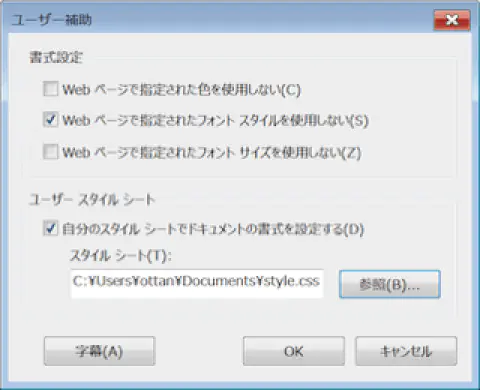 ユーザー補助
書式設定
Web ページで指定された色を使用しない(C)
Web ページで指定されたフォント スタイルを使用しない(S)
Web ページで指定されたフォント サイズを使用しない(Z)
ユーザー スタイル シート
自分のスタイル シートでドキュメントの書式を設定する(D)
スタイル シート(T):
C:¥Users¥ottan¥Documents¥style.css
参照(B)...
字幕(A)
OK
キャンセル